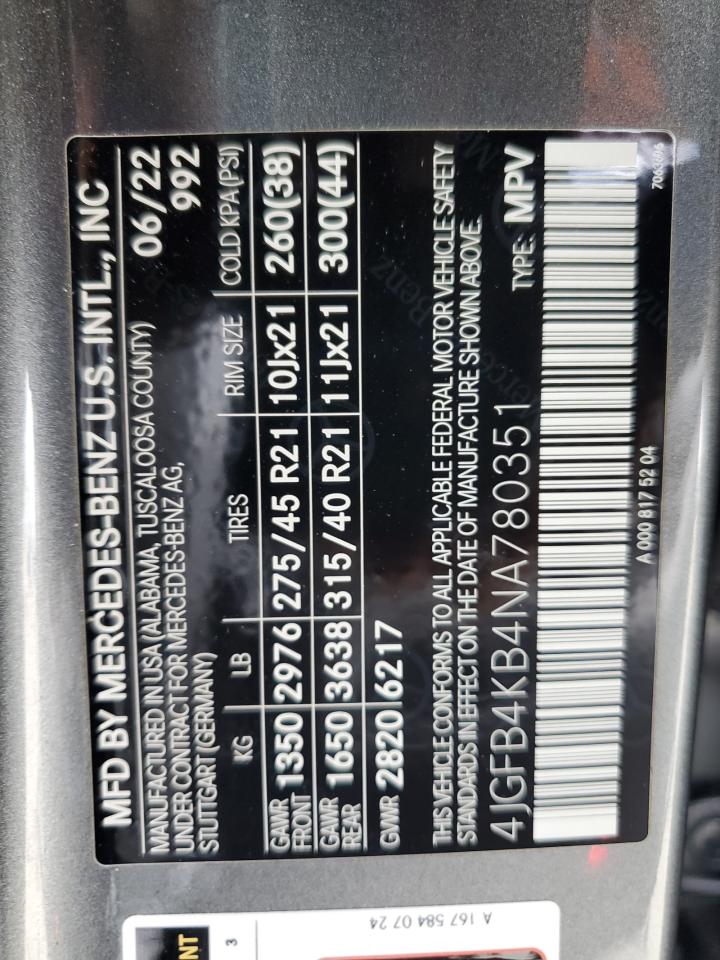 MFD BY MERCEDES-BENZ U.S. INTL., INC
MANUFACTURED IN USA (ALABAMA, TUSCALOOSA COUNTY) 06/22
UNDER CONTRACT FOR MERCEDES-BENZ AG, 992
STUTTGART (GERMANY)
KG LB TIRES RIM SIZE COLD KPA (PSI)
GAWR FRONT 1350 2976 275/45 R21 10Jx21 260(38)
GAWR REAR 1650 3638 315/40 R21 11Jx21 300(44)
GWR 2820 6217
THIS VEHICLE CONFORMS TO ALL APPLICABLE FEDERAL MOTOR VEHICLE SAFETY
STANDARDS IN EFFECT ON THE DATE OF MANUFACTURE SHOWN ABOVE.
4JGFB4KB4NA780351 TYPE: MPV
A 000 817 52 04
A 167 584 07 24
3
NT